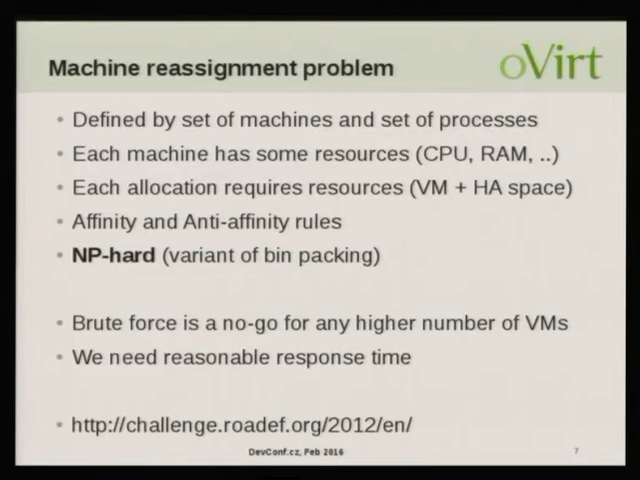 Machine reassignment problem
oVirt
• Defined by set of machines and set of processes
• Each machine has some resources (CPU, RAM, ..)
• Each allocation requires resources (VM + HA space)
• Affinity and Anti-affinity rules
• NP-hard (variant of bin packing)
• Brute force is a no-go for any higher number of VMs
• We need reasonable response time
• http://challenge.roadef.org/2012/en/
DevConf.cz, Feb 2016
7